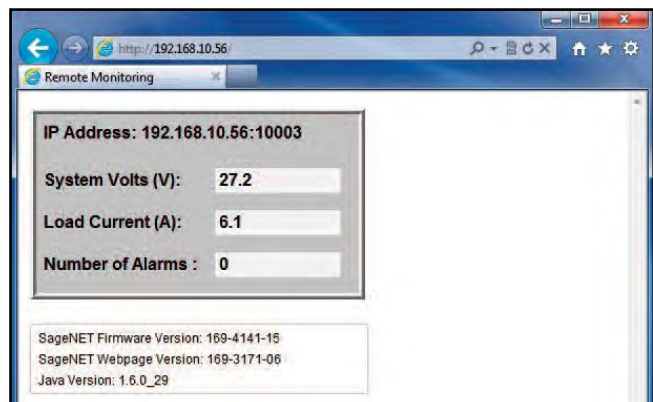 http://192.168.10.56/
Remote Monitoring
IP Address: 192.168.10.56:10003
System Volts (V): 27.2
Load Current (A): 6.1
Number of Alarms : 0
SageNET Firmware Version: 169-4141-15
SageNET Webpage Version: 169-3171-06
Java Version: 1.6.0_29